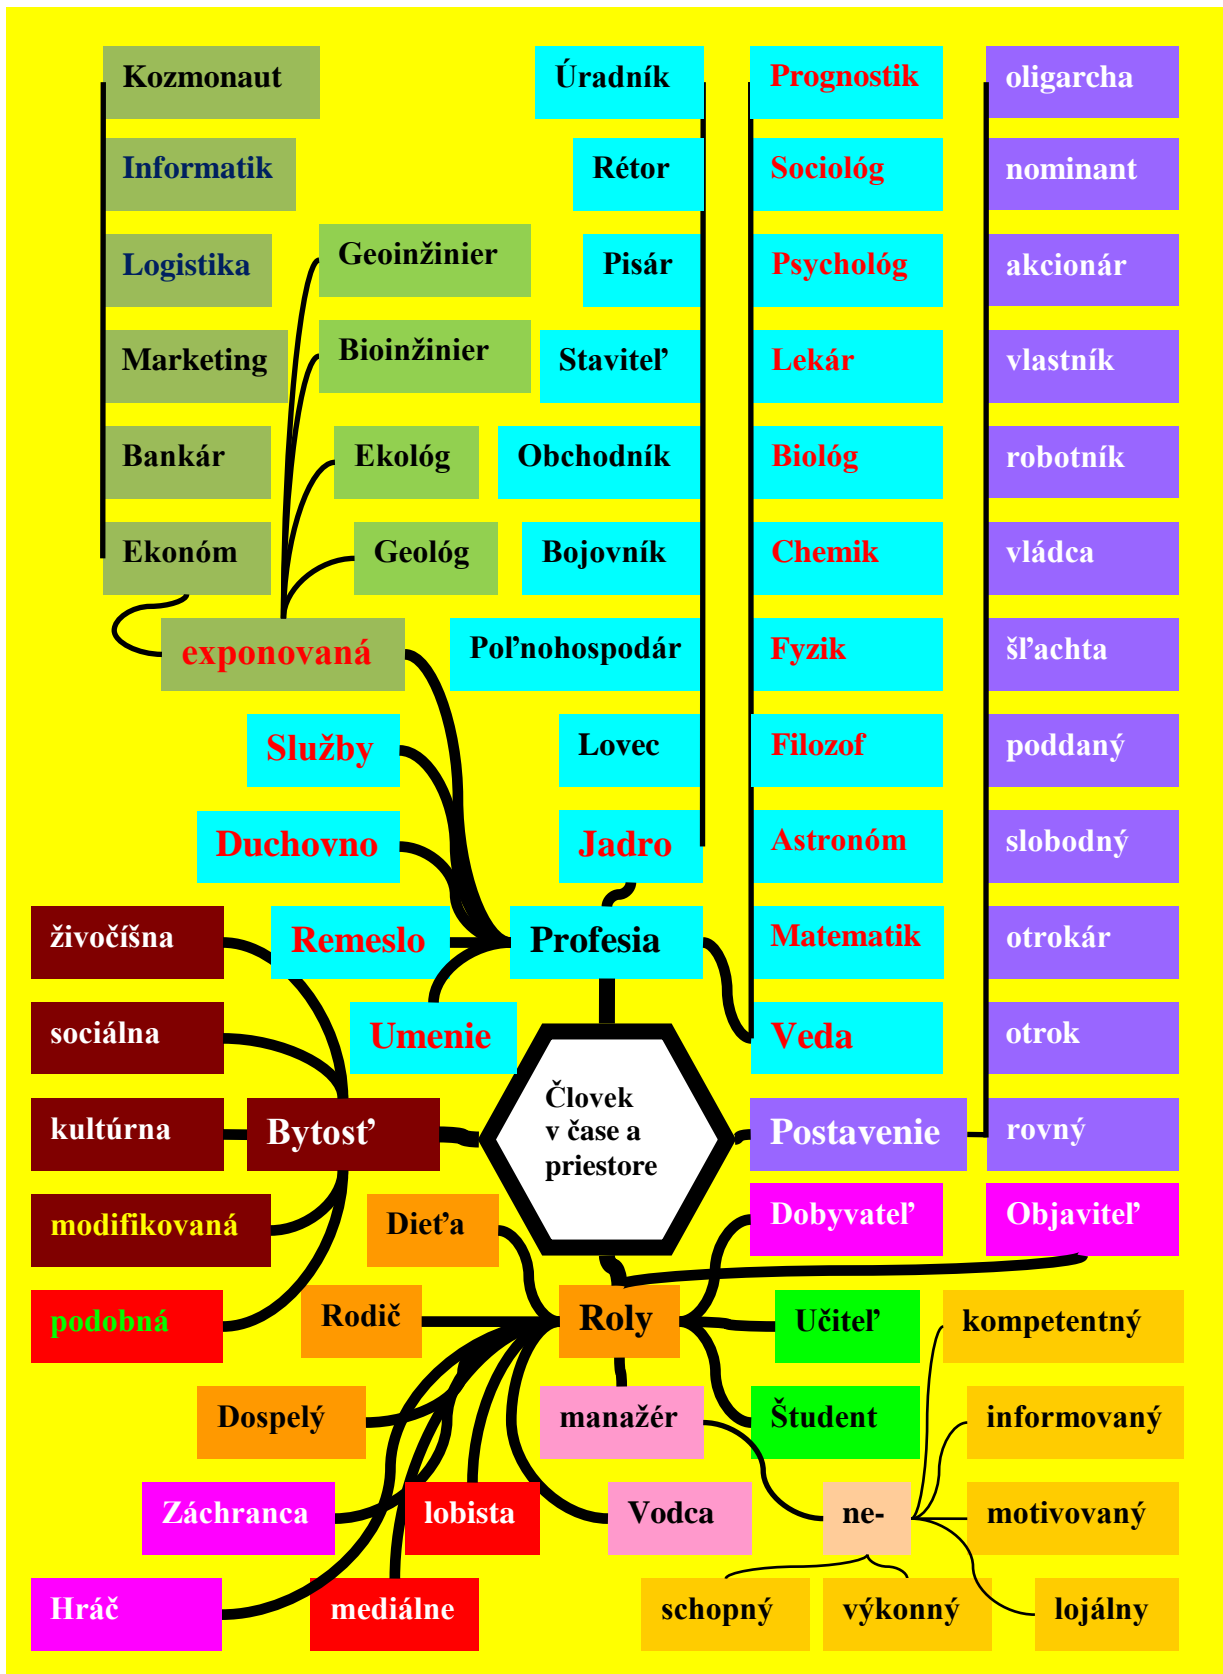 Kozmonaut
Úradník
Prognostik
oligarcha
Informatik
Rétor
Sociológ
nominant
Logistika
Geoinžinier
Pisár
Psychológ
akcionár
Marketing
Bioinžinier
Staviteľ
Lekár
vlastník
Bankár
Ekológ
Obchodník
Biológ
robotník
Ekonóm
Geológ
Bojovník
Chemik
vládca
exponovaná
Poľnohospodár
Fyzik
šľachta
Služby
Lovec
Filozof
poddaný
Duchovno
Jadro
Astronóm
slobodný
živočíšna
Remeslo
Profesia
Matematik
otrokár
sociálna
Umenie
Veda
otrok
kultúrna
Bytosť
Človek
v čase a
priestore
Postavenie
rovný
modifikovaná
Dieťa
Dobyvateľ
Objaviteľ
podobná
Rodič
Roly
Učiteľ
kompetentný
Dospelý
manažér
Študent
informovaný
Záchranca
lobista
Vodca
ne-
motivovaný
Hráč
mediálne
schopný
výkonný
lojálny